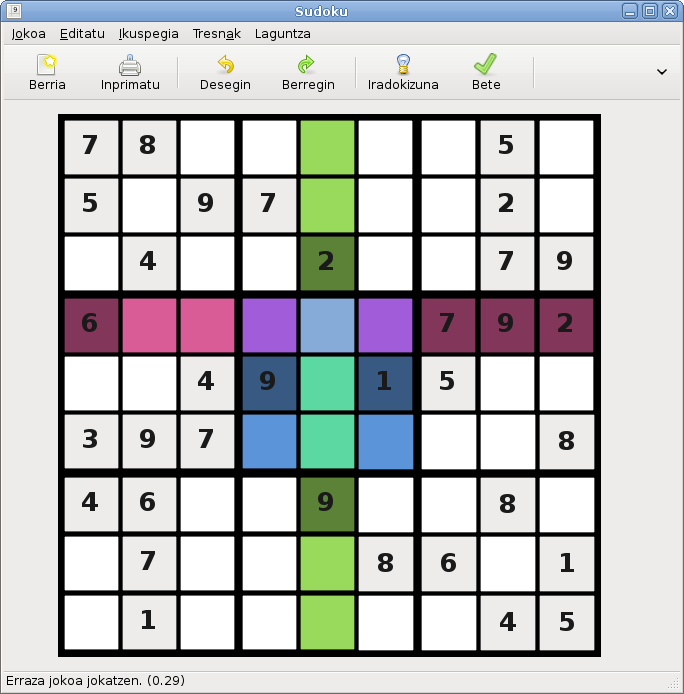 Sudoku
Jokoa Editatu Ikuspegia Tresnak Laguntza
Berria Inprimatu Desegin Berregin Iradokizuna Bete
7 8 5
5 9 7 2
4 2 7 9
6 7 9 2
4 9 1 5
3 9 7 8
4 6 9 8
7 8 6 1
1 4 5
Erraza jokoa jokatzen. (0.29)